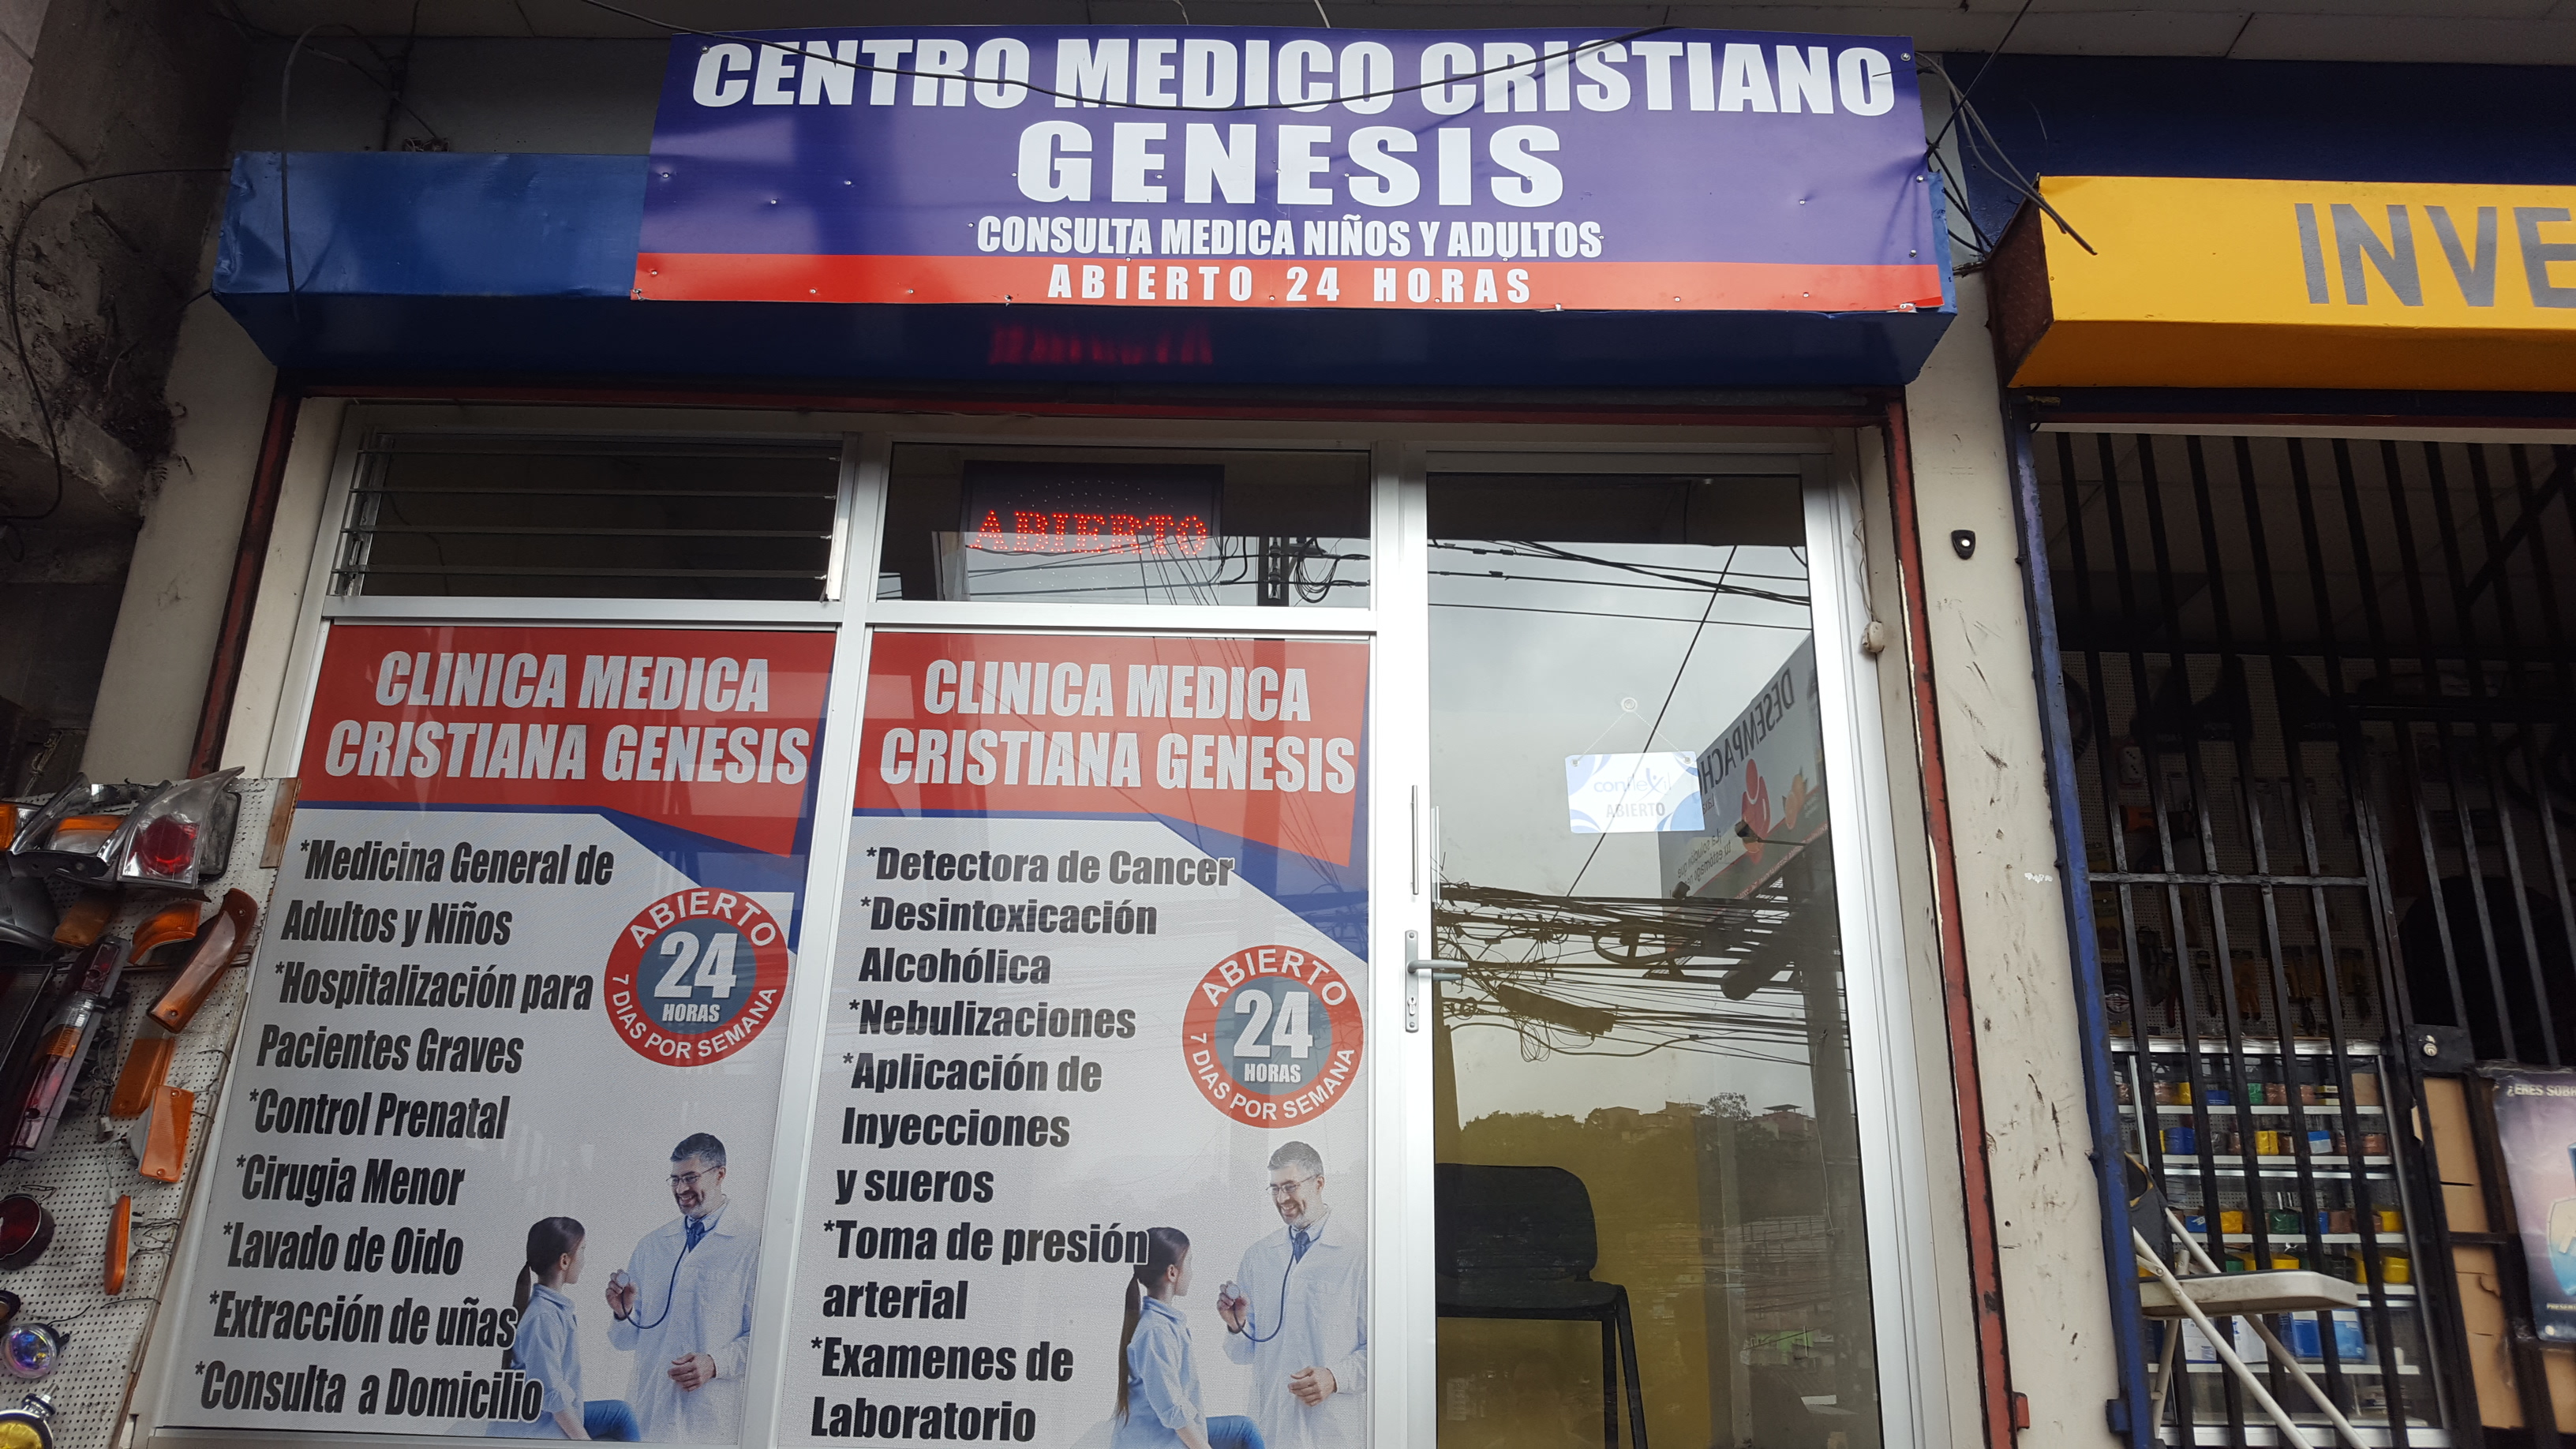 CENTRO MEDICO CRISTIANO
GENESIS
CONSULTA MEDICA NIÑOS Y ADULTOS
ABIERTO 24 HORAS
INVE
ABIERTO
CLINICA MEDICA
CRISTIANA GENESIS
*Medicina General de
Adultos y Niños
*Hospitalización para
Pacientes Graves
*Control Prenatal
*Cirugia Menor
*Lavado de Oido
*Extracción de uñas
*Consulta a Domicilio
ABIERTO
24
HORAS
7 DIAS POR SEMANA
CLINICA MEDICA
CRISTIANA GENESIS
*Detectora de Cancer
*Desintoxicación
Alcohólica
*Nebulizaciones
*Aplicación de
Inyecciones
y sueros
*Toma de presión
arterial
*Examenes de
Laboratorio
ABIERTO
24
HORAS
7 DIAS POR SEMANA
ABIERTO
DESEMPACH
¿ERES